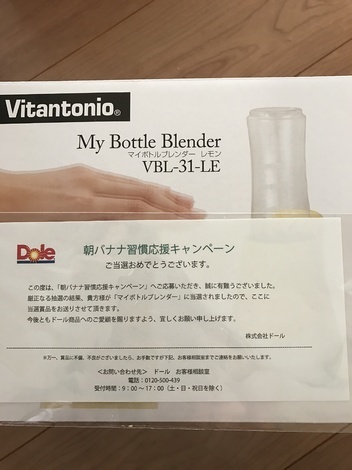 Vitantonio®
My Bottle Blender
マイボトルブレンダー レモン
VBL-31-LE
Dole
朝バナナ習慣応援キャンペーン
ご当選おめでとうございます。
この度は、「朝バナナ習慣応援キャンペーン」へご応募いただき、誠に有難うございました。
厳正なる抽選の結果、貴方様が「マイボトルブレンダー」に当選されましたので、ここに
当選賞品をお送りさせて頂きます。
今後ともドール商品へのご愛顧を賜りますよう、宜しくお願い申し上げます。
株式会社ドール
※万一、賞品に不備、不良がございましたら、お手数ですが下記、お客様相談室までご連絡をお願いいたします。
＜お問い合わせ先＞ ドール お客様相談室
電話：0120-500-439
受付時間：9：00～17：00（土・日・祝日を除く）